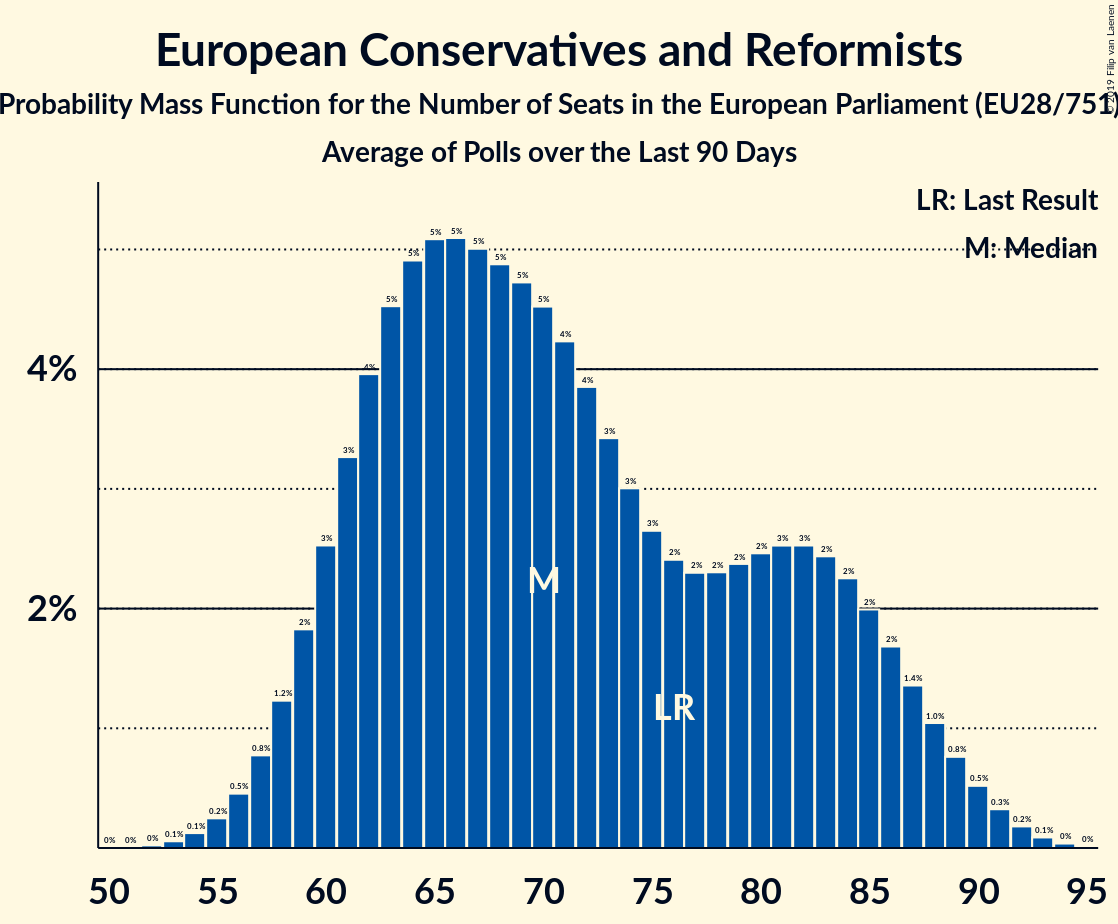 European Conservatives and Reformists
© 2019 Filip van Laenen
Probability Mass Function for the Number of Seats in the European Parliament (EU28/751)
Average of Polls over the Last 90 Days
LR: Last Result
M: Median
4%
2%
0% 0% 0% 0.1% 0.1% 0.2% 0.5% 0.8% 1.2% 2% 3% 3% 4% 5% 5% 5% 5% 5% 5% 5% 5% 4% 4% 3% 3% 3% 2% 2% 2% 2% 2% 3% 3% 2% 2% 2% 2% 1.4% 1.0% 0.8% 0.5% 0.3% 0.2% 0.1% 0% 0%
M
LR
50 55 60 65 70 75 80 85 90 95